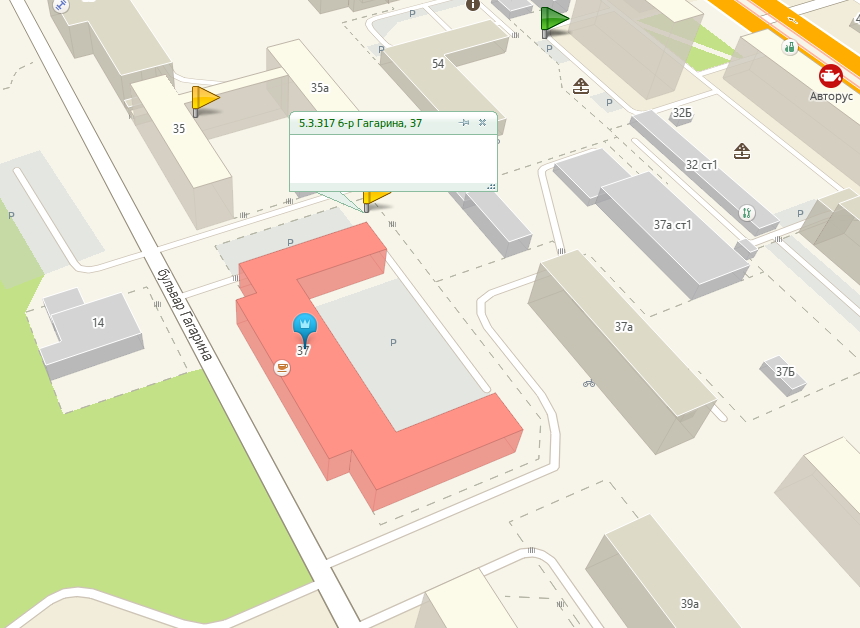 P
P
54
P
4
Авторус
35а
P
35
5.3.317 б-р Гагарина, 37
32Б
32 ст1
P
P
37а ст1
P
бульвар Гагарина
14
37а
P
37
37Б
39а